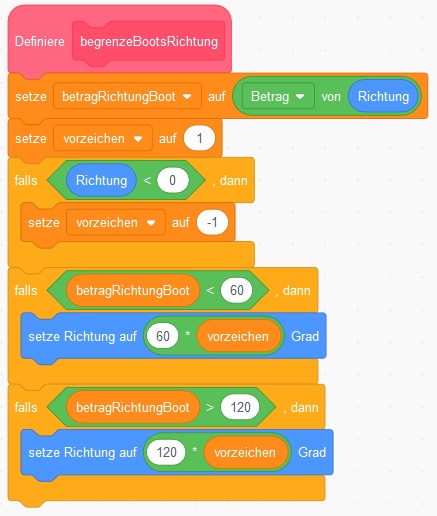 Definiere begrenzeBootsRichtung
setze betragRichtungBoot auf Betrag von Richtung
setze vorzeichen auf 1
falls Richtung < 0 , dann
setze vorzeichen auf -1
falls betragRichtungBoot < 60 , dann
setze Richtung auf 60 * vorzeichen Grad
falls betragRichtungBoot > 120 , dann
setze Richtung auf 120 * vorzeichen Grad